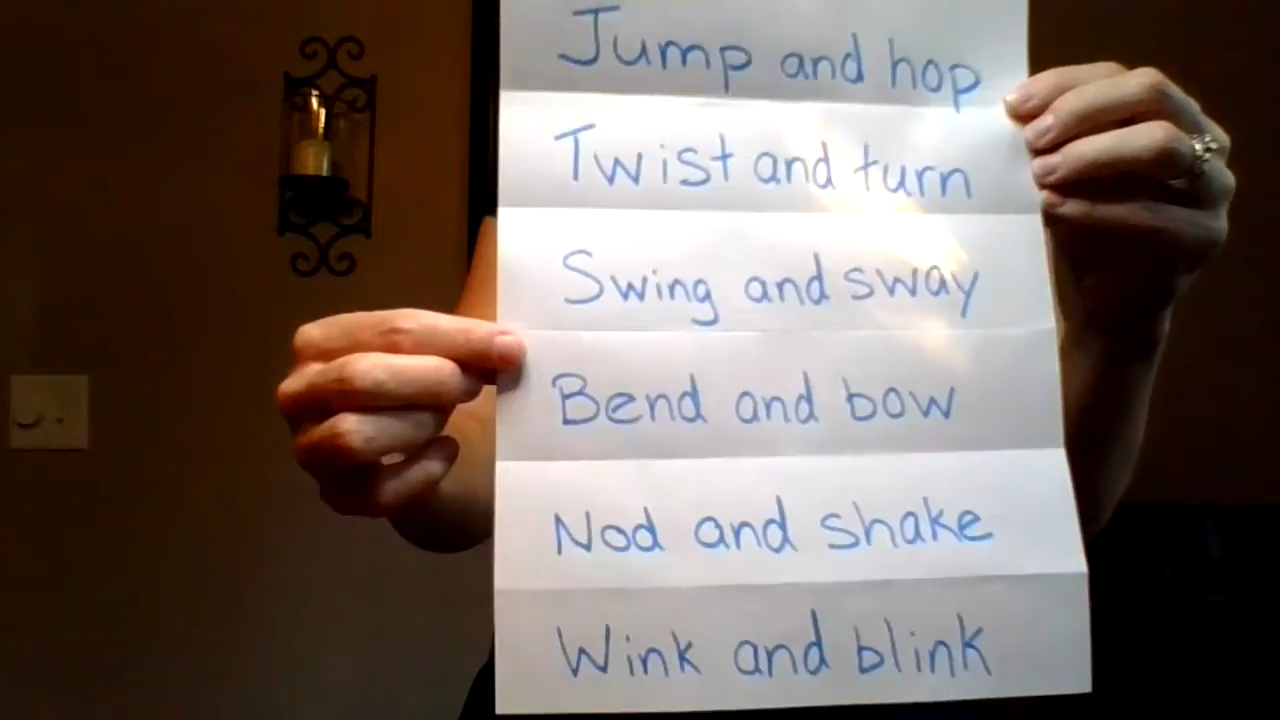 Jump and hop
Twist and turn
Swing and sway
Bend and bow
Nod and shake
Wink and blink